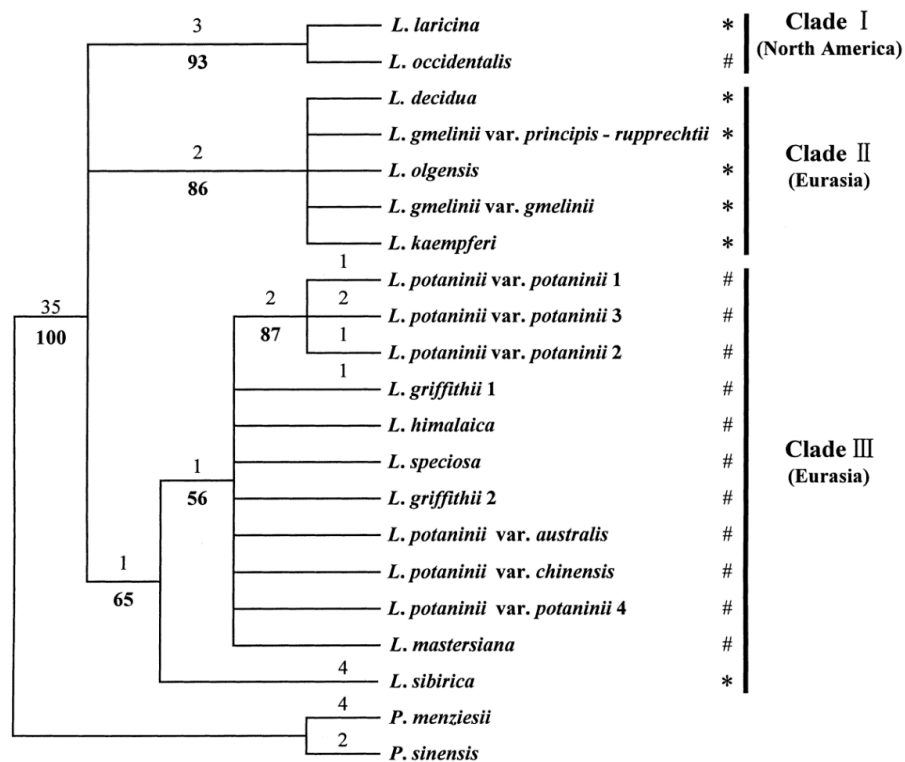 3
L. laricina *
Clade Ⅰ
(North America)
93
L. occidentalis #
L. decidua *
L. gmelinii var. principis - rupprechtii *
2
86
L. olgensis *
Clade Ⅱ
(Eurasia)
L. gmelinii var. gmelinii *
L. kaempferi *
1
L. potaninii var. potaninii 1 #
35
100
2
87
2
L. potaninii var. potaninii 3 #
1
L. potaninii var. potaninii 2 #
1
L. griffithii 1 #
L. himalaica #
Clade Ⅲ
(Eurasia)
1
56
L. speciosa #
L. griffithii 2 #
L. potaninii var. australis #
1
65
L. potaninii var. chinensis #
L. potaninii var. potaninii 4 #
L. mastersiana #
4
L. sibirica *
4
P. menziesii
2
P. sinensis